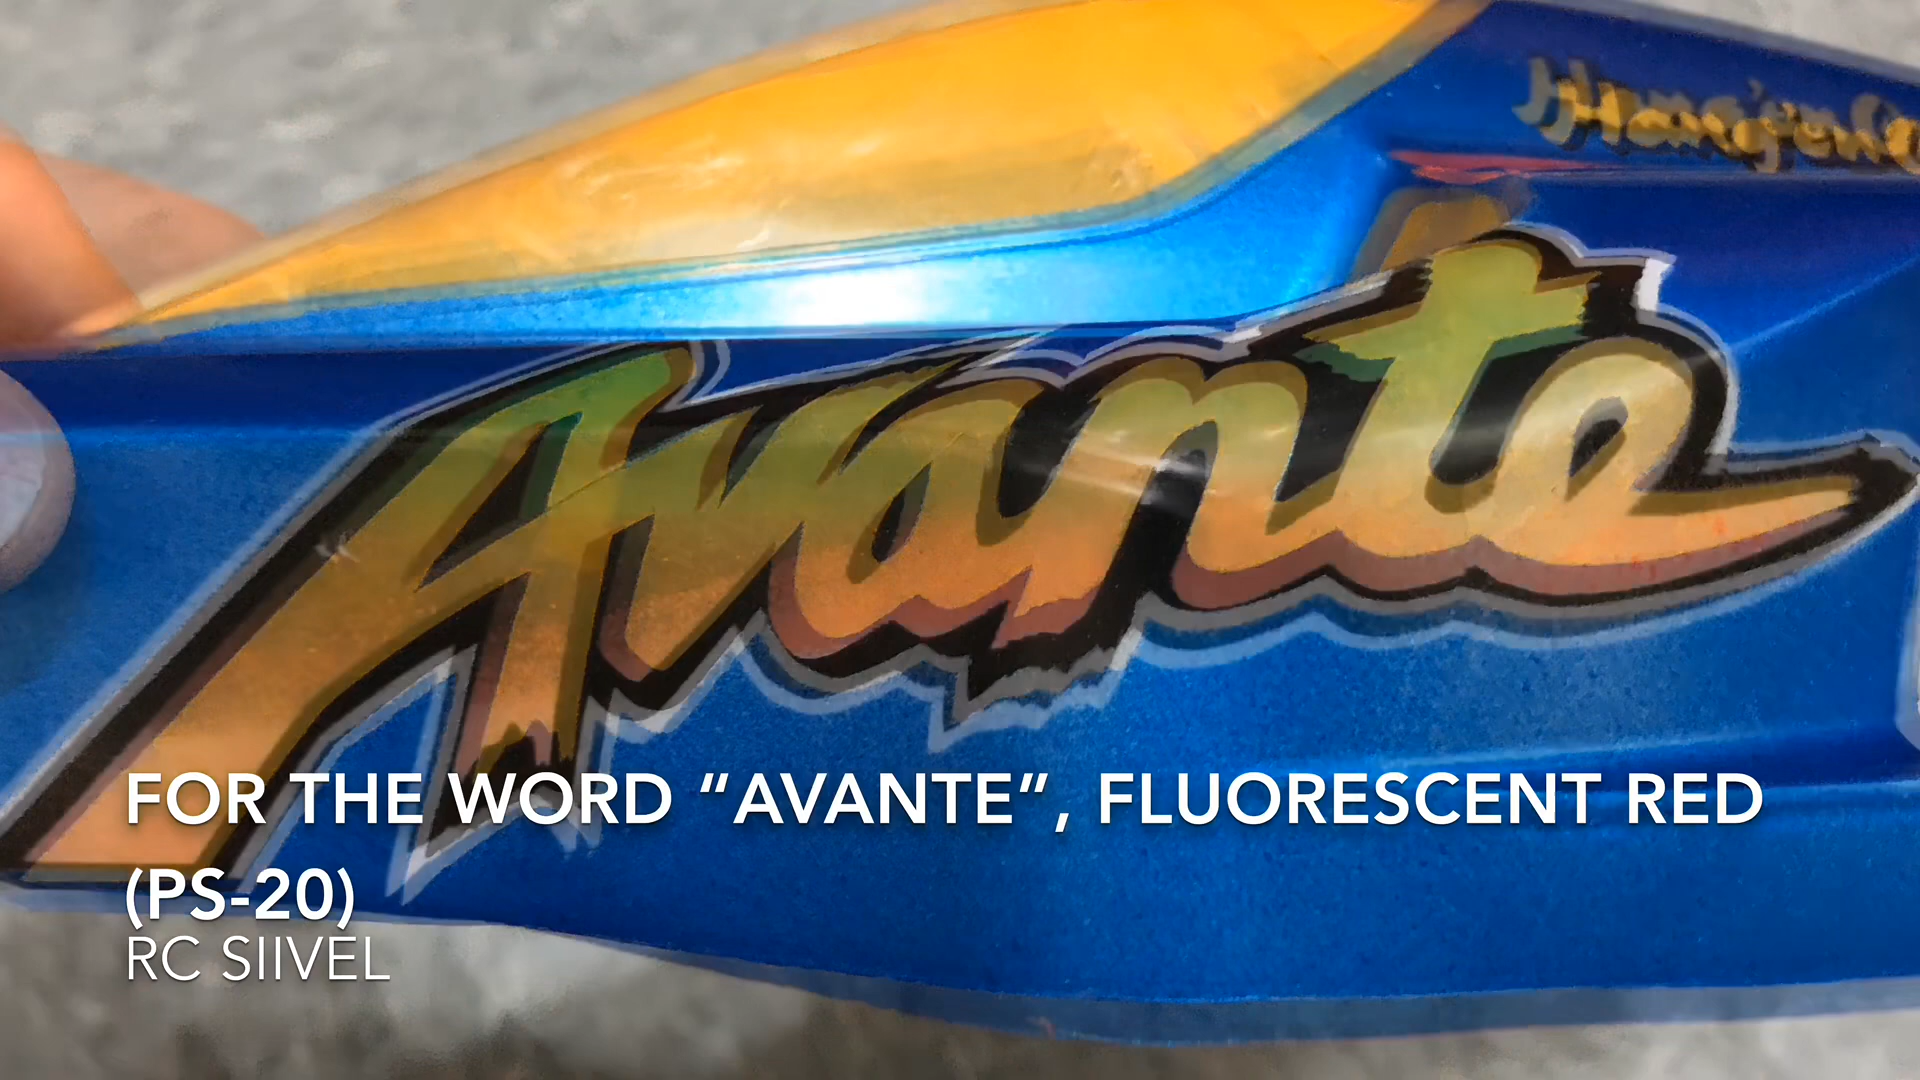 Avante
FOR THE WORD “AVANTE”, FLUORESCENT RED
(PS-20)
RC SIIVEL